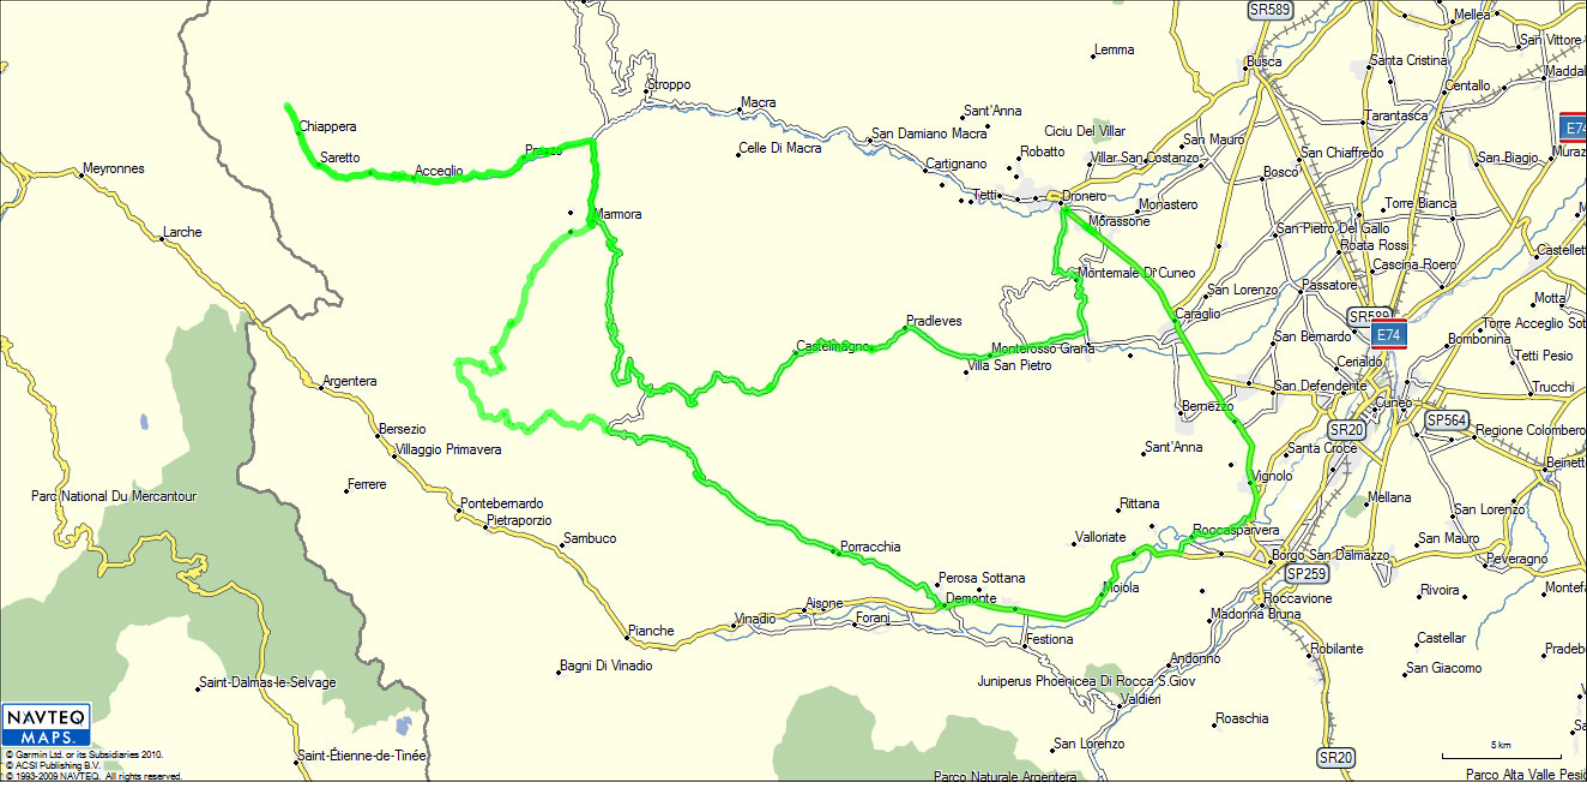 SR589
Mellea
San Vittore
Lemma
Busca
Santa Cristina
Maddal
Stroppo
Centallo
Macra
Sant'Anna
Tarantasca
E74
Chiappera
San Damiano Macra
Ciciu Del Villar
San Mauro
Saretto
Prazzo
Celle Di Macra
Robatto
San Chiaffredo
Muraz
Meyronnes
Acceglio
Cartignano
Villar San Costanzo
San Biagio
Bosco
Tetti
Dronero
Monastero
Torre Bianca
Marmora
Morassone
Larche
San Pietro Del Gallo
Roata Rossi
Castellet
Cascina Roero
Montemale Di Cuneo
San Lorenzo
Passatore
Motta
Caraglio
SR589
Pradleves
E74
Torre Acceglio Sot
San Bernardo
Bombonina
Castelmagno
Monterosso Grana
Cerialdo
Tetti Pesio
Villa San Pietro
Argentera
San Defendente
Trucchi
Bernezzo
Cuneo
Bersezio
SR20
SP564
Regione Colombero
Villaggio Primavera
Sant'Anna
Santa Croce
Beinett
Ferrere
Vignolo
Parc National Du Mercantour
Mellana
Pontebernardo
Rittana
San Lorenzo
Pietraporzio
Sambuco
Valloriate
Roccasparvera
Porracchia
San Mauro
Borgo San Dalmazzo
Peveragno
SP259
Perosa Sottana
Moiola
Rivoira
Montef
Demonte
Roccavione
Aisone
Madonna Bruna
Vinadio
Forani
Pianche
Festiona
Castellar
Robilante
Pradeb
Bagni Di Vinadio
Andonno
San Giacomo
Saint-Dalmas-le-Selvage
Juniperus Phoenicea Di Rocca S.Giov
Valdieri
NAVTEQ
MAPS.
Roaschia
San Lorenzo
5 km
© Garmin Ltd. or its Subsidiaries 2010.
Saint-Étienne-de-Tinée
SR20
© ACSI Publishing B.V.
© 1993-2009 NAVTEQ. All rights reserved.
Parco Naturale Argentera
Parco Alta Valle Pesio